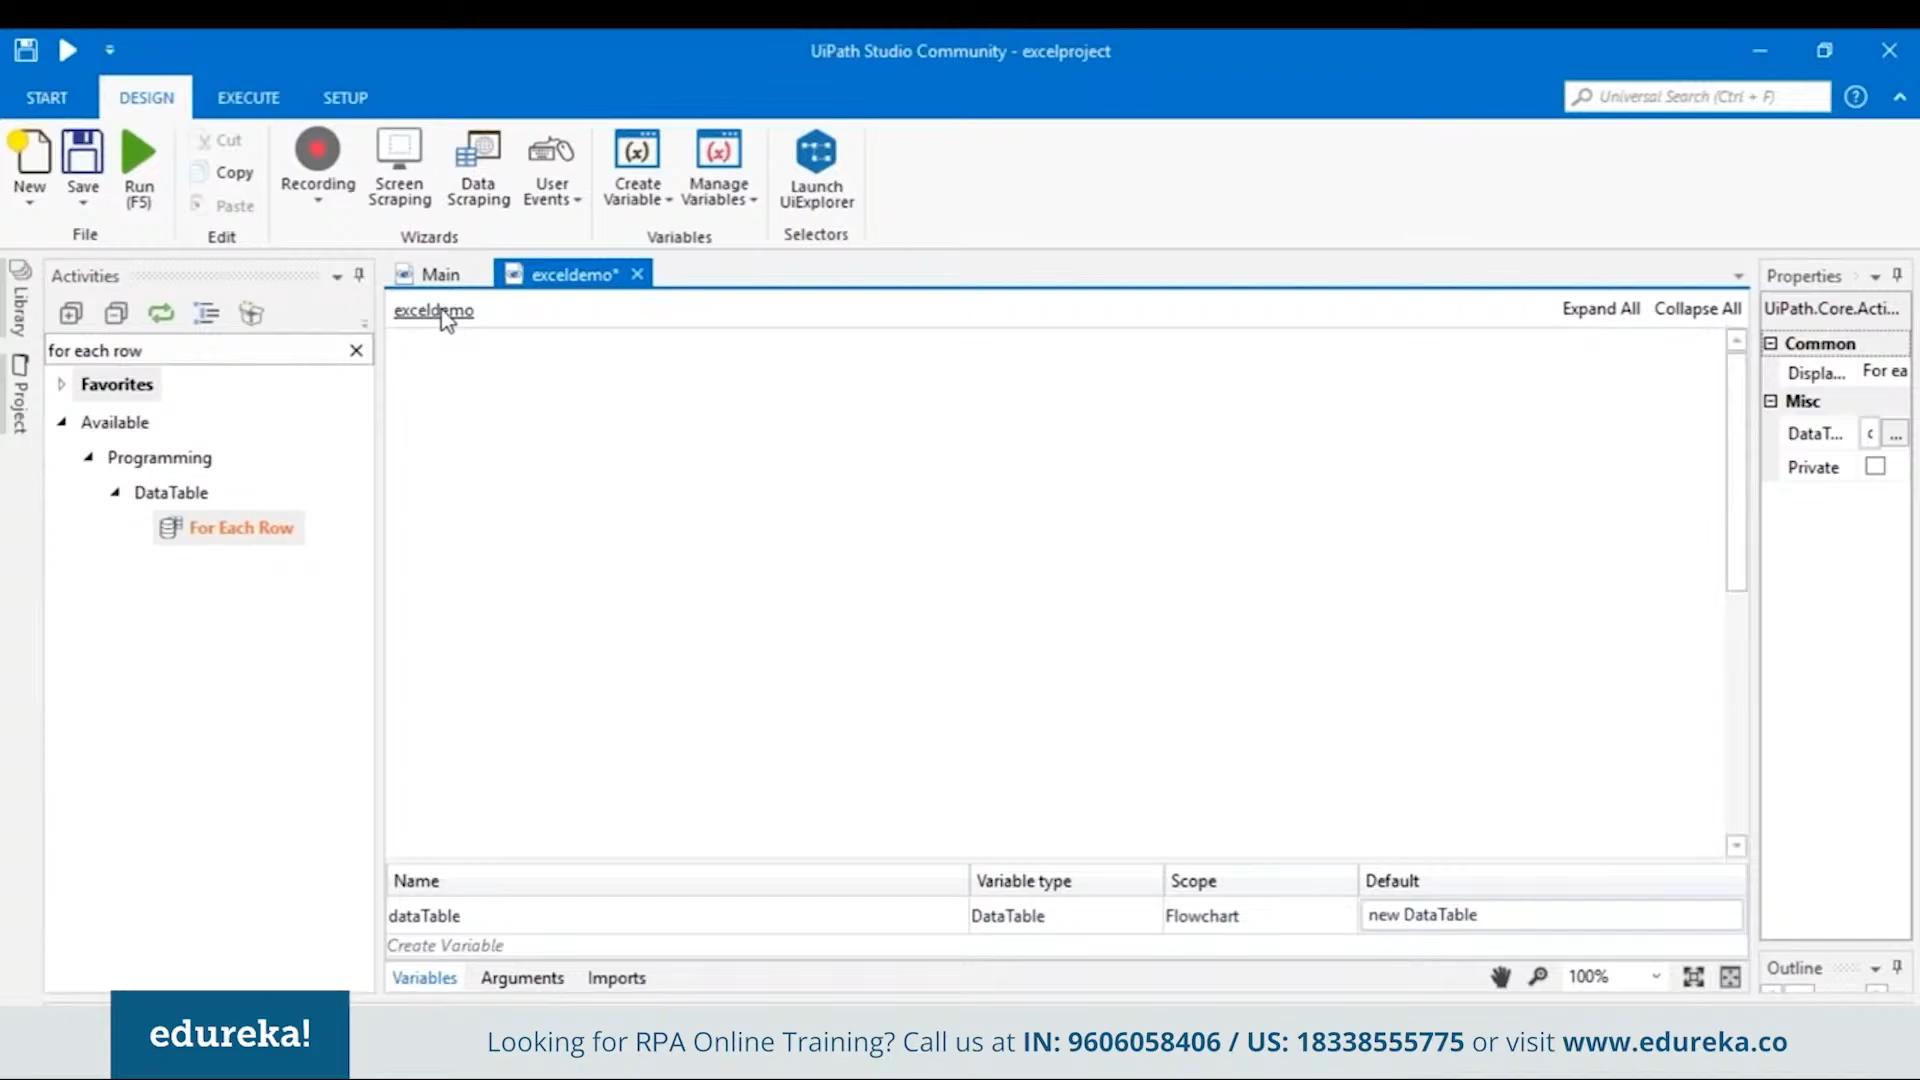 UiPath Studio Community - excelproject
START DESIGN EXECUTE SETUP
Universal Search (Ctrl + F)
New
Save
Run
(F5)
File
Cut
Copy
Paste
Edit
Recording
Screen
Scraping
Data
Scraping
User
Events
Wizards
Create
Variable
Manage
Variables
Variables
Launch
UiExplorer
Selectors
Library
Project
Activities
for each row
Favorites
Available
Programming
DataTable
For Each Row
Main
exceldemo*
exceldemo
Expand All Collapse All
Properties
UiPath.Core.Acti...
Common
Displa... For ea
Misc
DataT... c ...
Private
Name Variable type Scope Default
dataTable DataTable Flowchart new DataTable
Create Variable
Variables Arguments Imports
100%
Outline
edureka!
Looking for RPA Online Training? Call us at IN: 9606058406 / US: 18338555775 or visit www.edureka.co